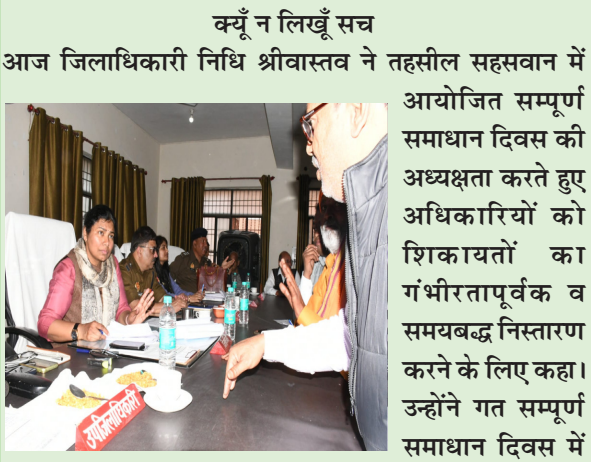 क्यूँ न लिखूँ सच
आज जिलाधिकारी निधि श्रीवास्तव ने तहसील सहसवान में
आयोजित सम्पूर्ण
समाधान दिवस की
अध्यक्षता करते हुए
अधिकारियों को
शिकायतों का
गंभीरतापूर्वक व
समयबद्ध निस्तारण
करने के लिए कहा।
उन्होंने गत सम्पूर्ण
समाधान दिवस में
उपजिलाधिकारी